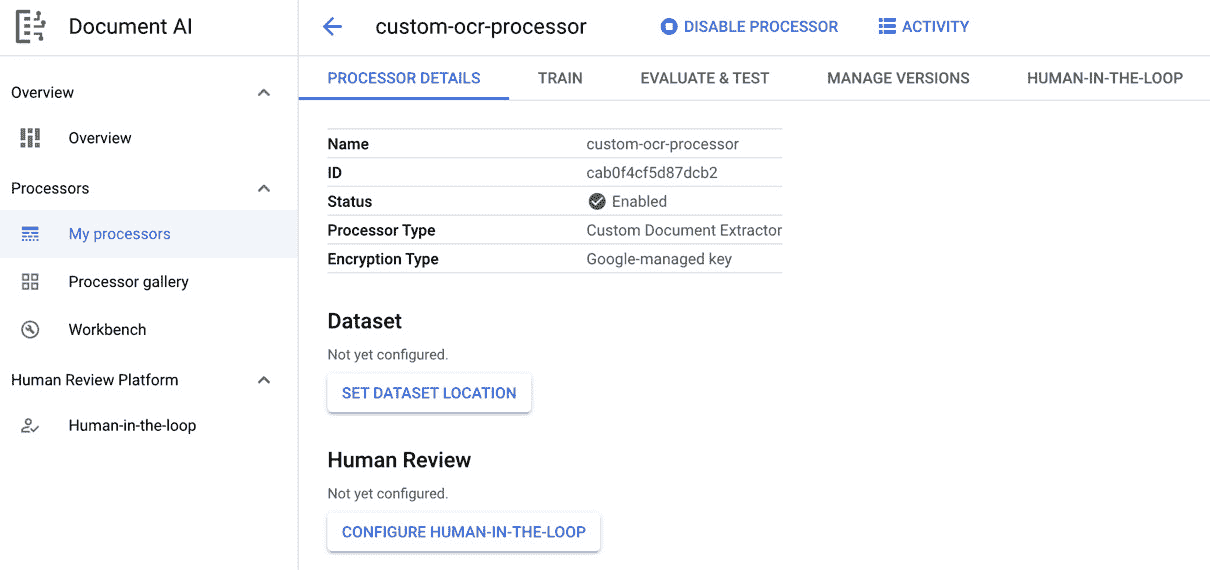 Document AI
custom-ocr-processor
DISABLE PROCESSOR
ACTIVITY
PROCESSOR DETAILS
TRAIN
EVALUATE & TEST
MANAGE VERSIONS
HUMAN-IN-THE-LOOP
Overview
Overview
Processors
My processors
Processor gallery
Workbench
Human Review Platform
Human-in-the-loop
Name custom-ocr-processor
ID cab0f4cf5d87dcb2
Status Enabled
Processor Type Custom Document Extractor
Encryption Type Google-managed key
Dataset
Not yet configured.
SET DATASET LOCATION
Human Review
Not yet configured.
CONFIGURE HUMAN-IN-THE-LOOP